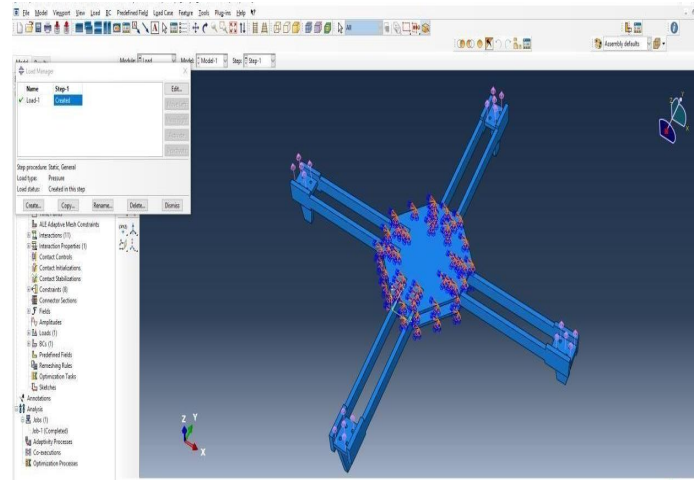 File Model Viewport View Load BC Predefined Field Load Case Feature Tools Plug-ins Help
All
Assembly defaults
Module: Load Model: Model-1 Step: Step-1
Load Manager
Name Step-1 Edit...
Load-1 Created
Step procedure: Static, General
Load type: Pressure
Load status: Created in this step
Create... Copy... Rename... Delete... Dismiss
ALE Adaptive Mesh Constraints
Interactions (11)
Interaction Properties (1)
Contact Controls
Contact Initializations
Contact Stabilizations
Constraints (8)
Connector Sections
Fields
Amplitudes
Loads (1)
BCs (1)
Predefined Fields
Remeshing Rules
Optimization Tasks
Sketches
Annotations
Analysis
Jobs (1)
Job-1 (Completed)
Adaptivity Processes
Co-executions
Optimization Processes
Z Y
X